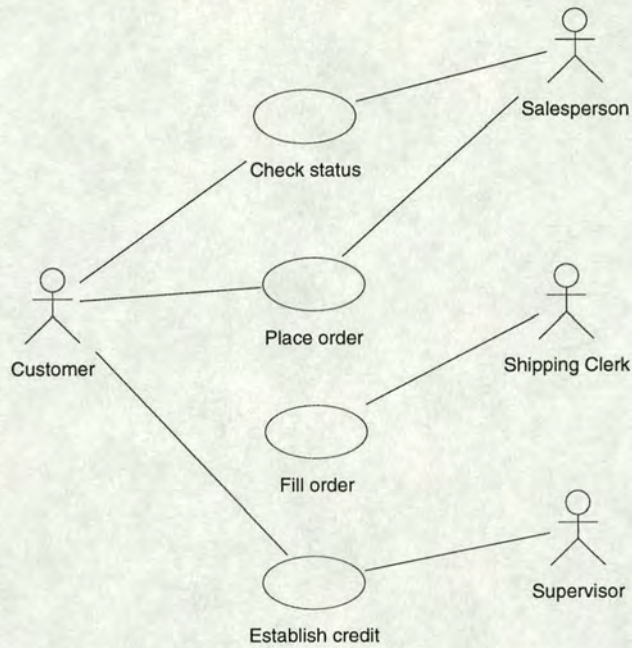 Salesperson
Check status
Place order
Customer
Shipping Clerk
Fill order
Supervisor
Establish credit